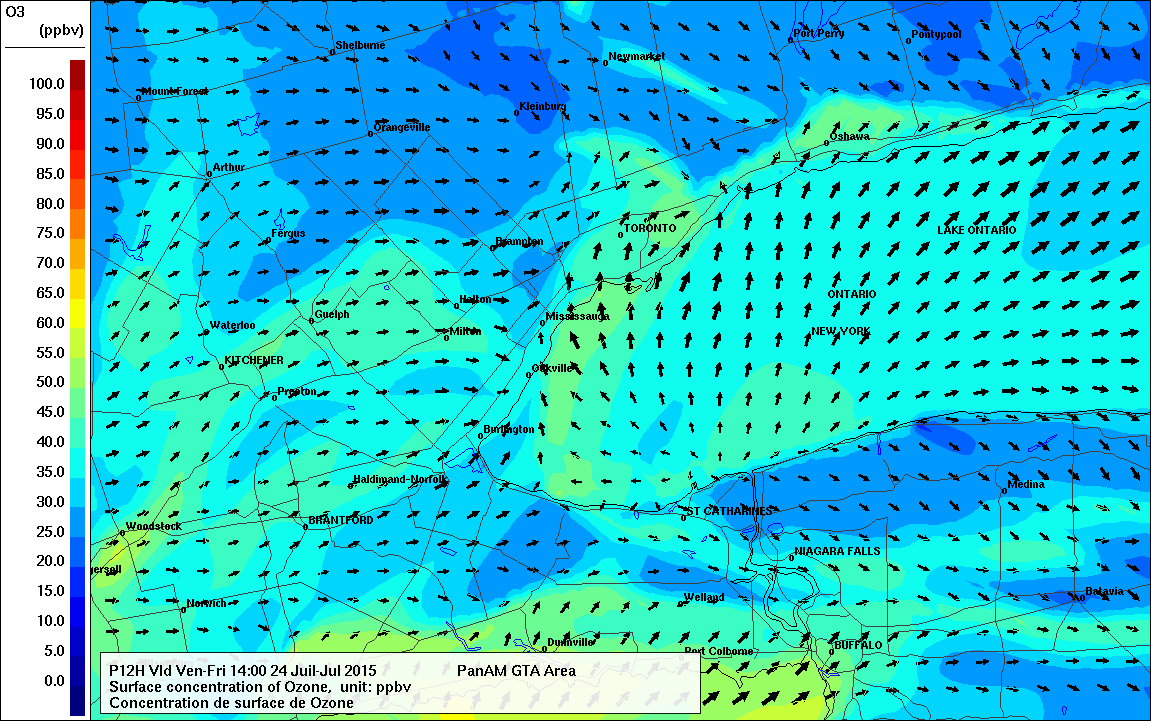 O3
(ppbv)
100.0
95.0
90.0
85.0
80.0
75.0
70.0
65.0
60.0
55.0
50.0
45.0
40.0
35.0
30.0
25.0
20.0
15.0
10.0
5.0
0.0
Port Perry
Pontypool
Shelburne
Newmarket
Mount Forest
Kleinburg
Orangeville
Oshawa
Arthur
TORONTO
LAKE ONTARIO
Fergus
Brampton
ONTARIO
Halton
Guelph
Mississauga
Waterloo
Milton
NEW YORK
KITCHENER
Oakville
Preston
Burlington
Haldimand-Norfolk
Medina
ST CATHARINES
BRANTFORD
Woodstock
NIAGARA FALLS
gersoll
Batavia
Welland
Norwich
Dunnville
BUFFALO
Port Colborne
P12H Vld Ven-Fri 14:00 24 Juil-Jul 2015 PanAM GTA Area
Surface concentration of Ozone, unit: ppbv
Concentration de surface de Ozone